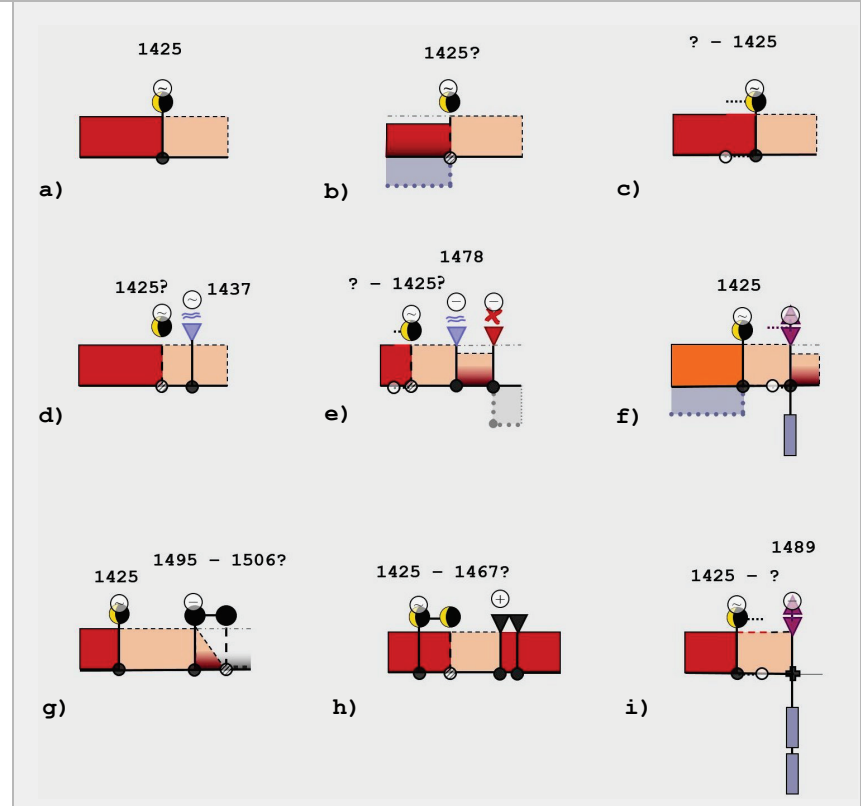 1425
a)
1425?
b)
? – 1425
c)
1425?
~
1437
d)
1478
? – 1425?
e)
1425
f)
1495 – 1506?
1425
g)
1425 – 1467?
+
h)
1489
1425 – ?
i)